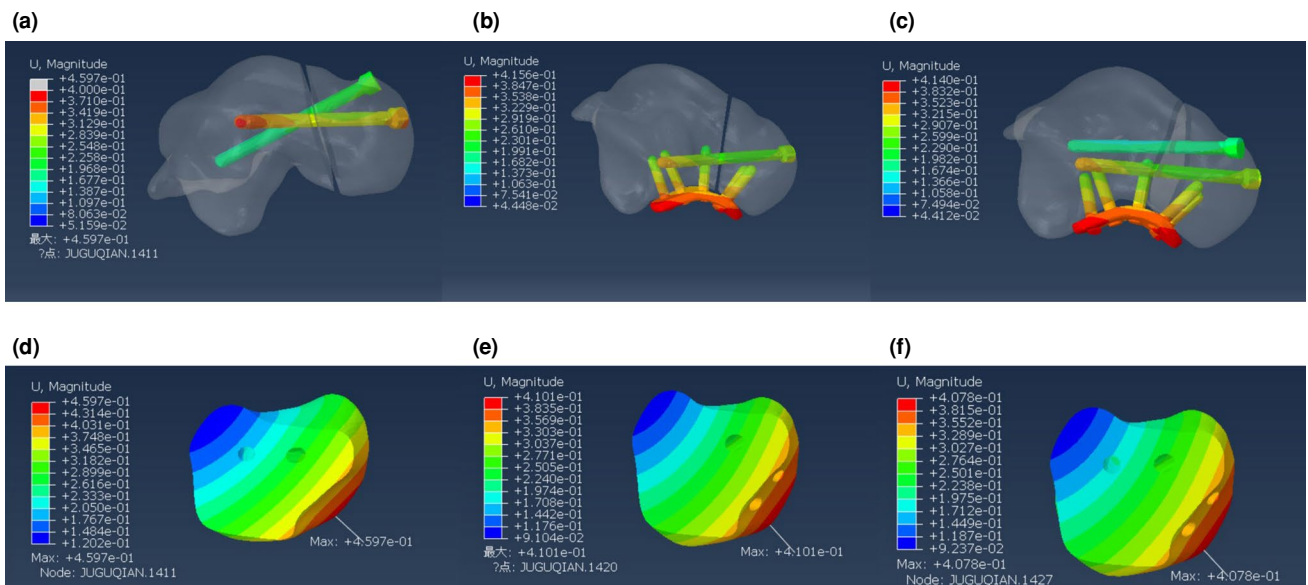 (a)
U, Magnitude
+4.597e-01
+4.000e-01
+3.710e-01
+3.419e-01
+3.129e-01
+2.839e-01
+2.548e-01
+2.258e-01
+1.968e-01
+1.677e-01
+1.387e-01
+1.097e-01
+8.063e-02
+5.159e-02
最大: +4.597e-01
?点: JUGUQIAN.1411
(b)
U, Magnitude
+4.156e-01
+3.847e-01
+3.538e-01
+3.229e-01
+2.919e-01
+2.610e-01
+2.301e-01
+1.991e-01
+1.682e-01
+1.373e-01
+1.063e-01
+7.541e-02
+4.448e-02
(c)
U, Magnitude
+4.140e-01
+3.832e-01
+3.523e-01
+3.215e-01
+2.907e-01
+2.599e-01
+2.290e-01
+1.982e-01
+1.674e-01
+1.366e-01
+1.058e-01
+7.494e-02
+4.412e-02
(d)
U, Magnitude
+4.597e-01
+4.314e-01
+4.031e-01
+3.748e-01
+3.465e-01
+3.182e-01
+2.899e-01
+2.616e-01
+2.333e-01
+2.050e-01
+1.767e-01
+1.484e-01
+1.202e-01
Max: +4.597e-01
Node: JUGUQIAN.1411
Max: +4.597e-01
(e)
U, Magnitude
+4.101e-01
+3.835e-01
+3.569e-01
+3.303e-01
+3.037e-01
+2.771e-01
+2.505e-01
+2.240e-01
+1.974e-01
+1.708e-01
+1.442e-01
+1.176e-01
+9.104e-02
最大: +4.101e-01
?点: JUGUQIAN.1420
Max: +4.101e-01
(f)
U, Magnitude
+4.078e-01
+3.815e-01
+3.552e-01
+3.289e-01
+3.027e-01
+2.764e-01
+2.501e-01
+2.238e-01
+1.975e-01
+1.712e-01
+1.449e-01
+1.187e-01
+9.237e-02
Max: +4.078e-01
Node: JUGUQIAN.1427
Max: +4.078e-01